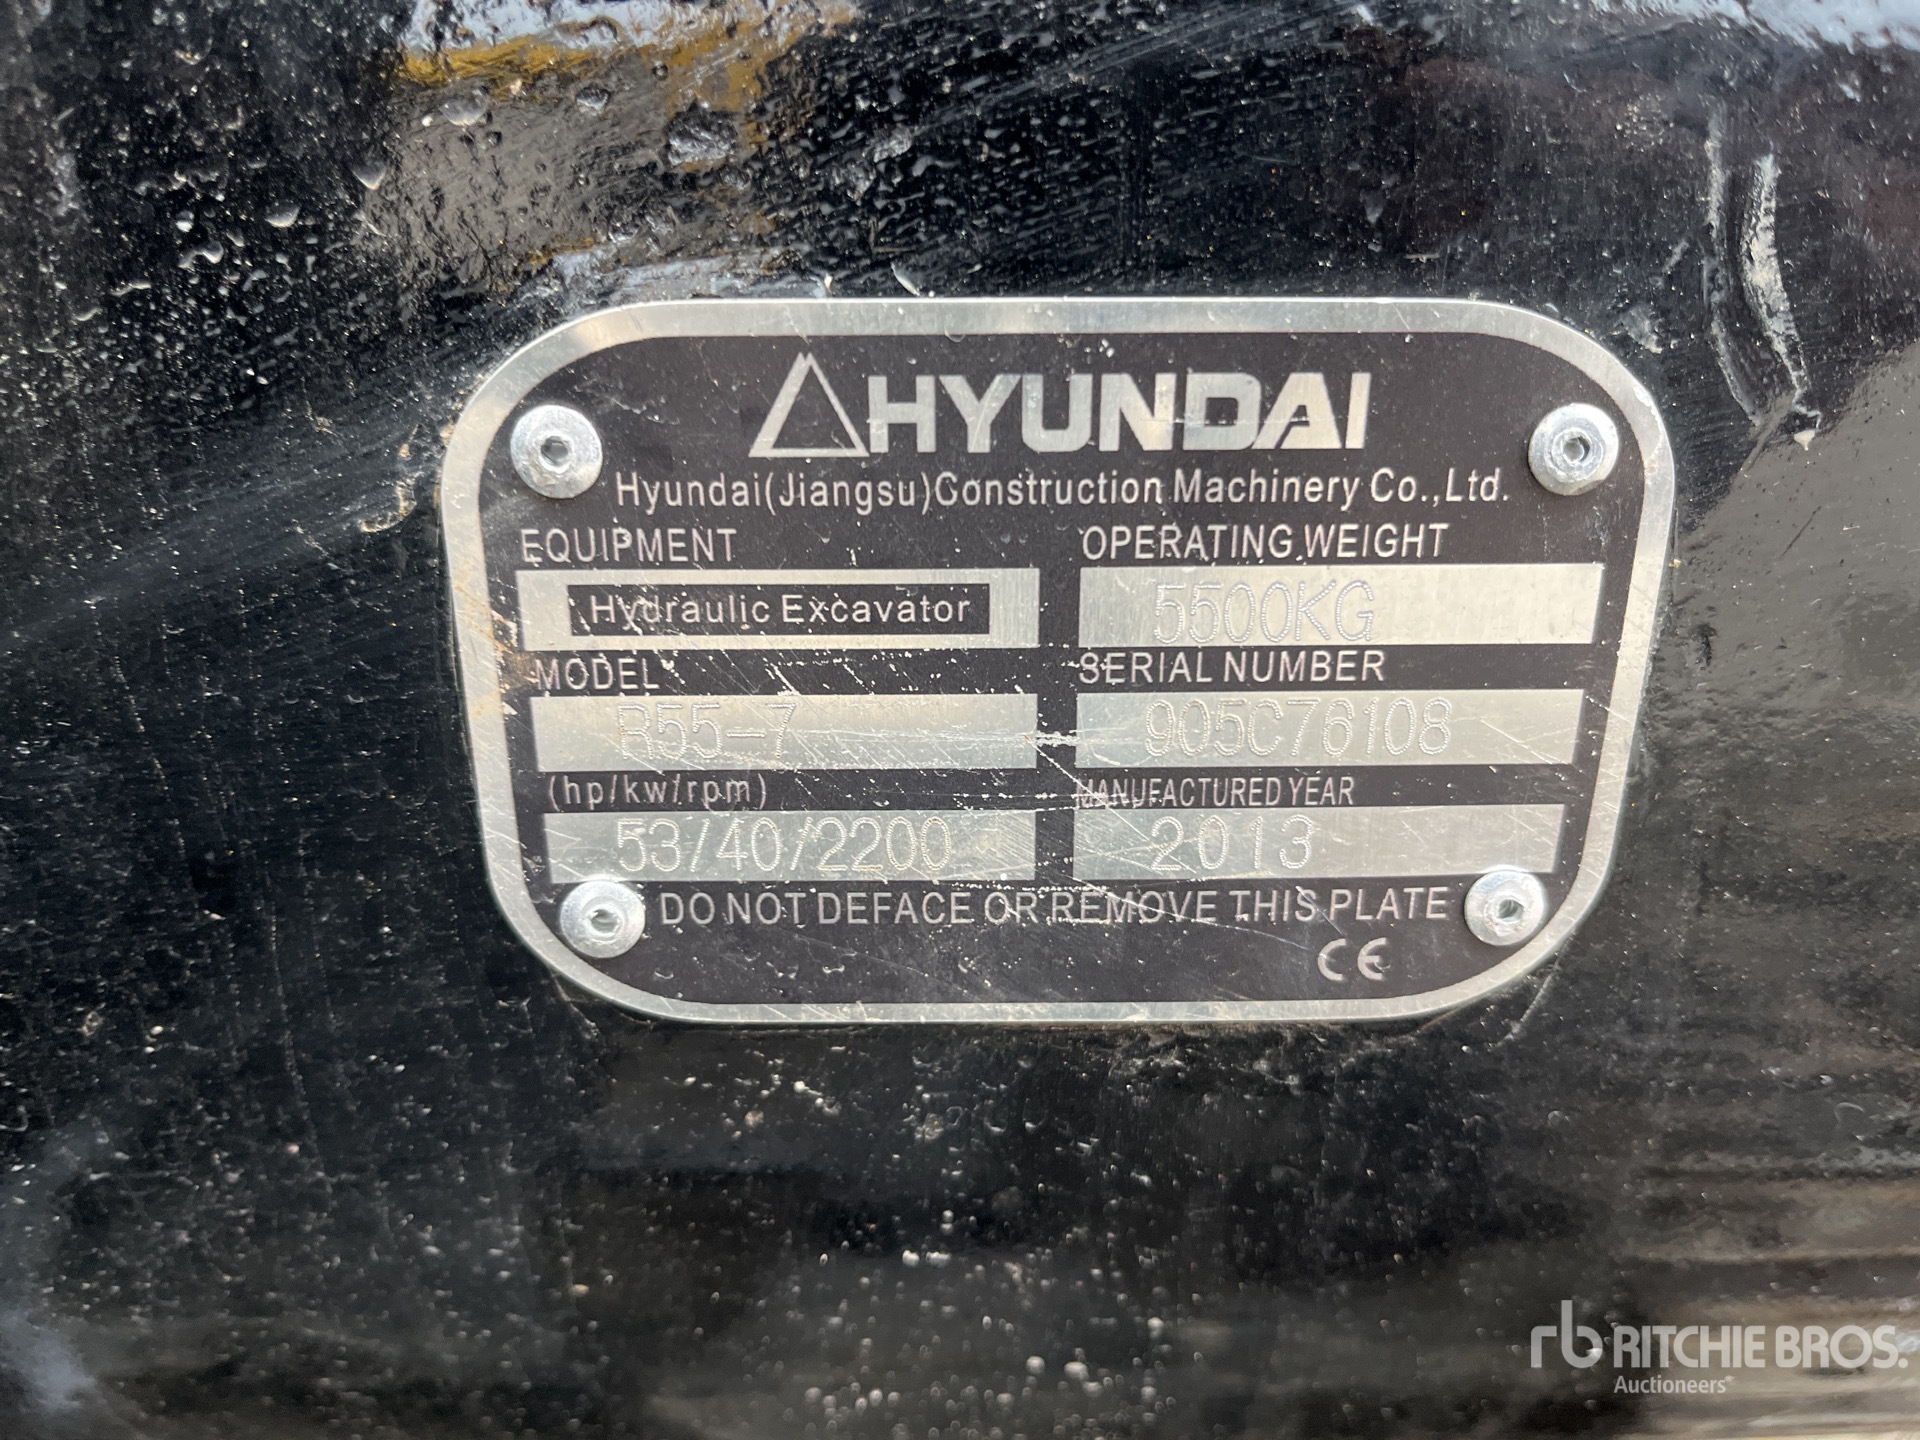 HYUNDAI
Hyundai(Jiangsu)Construction Machinery Co.,Ltd.
EQUIPMENT
Hydraulic Excavator
OPERATING WEIGHT
5500KG
MODEL
R55-7
SERIAL NUMBER
905C76108
(hp/kw/rpm)
53/40/2200
MANUFACTURED YEAR
2013
DO NOT DEFACE OR REMOVE THIS PLATE
CE
rb RITCHIE BROS.
Auctioneers